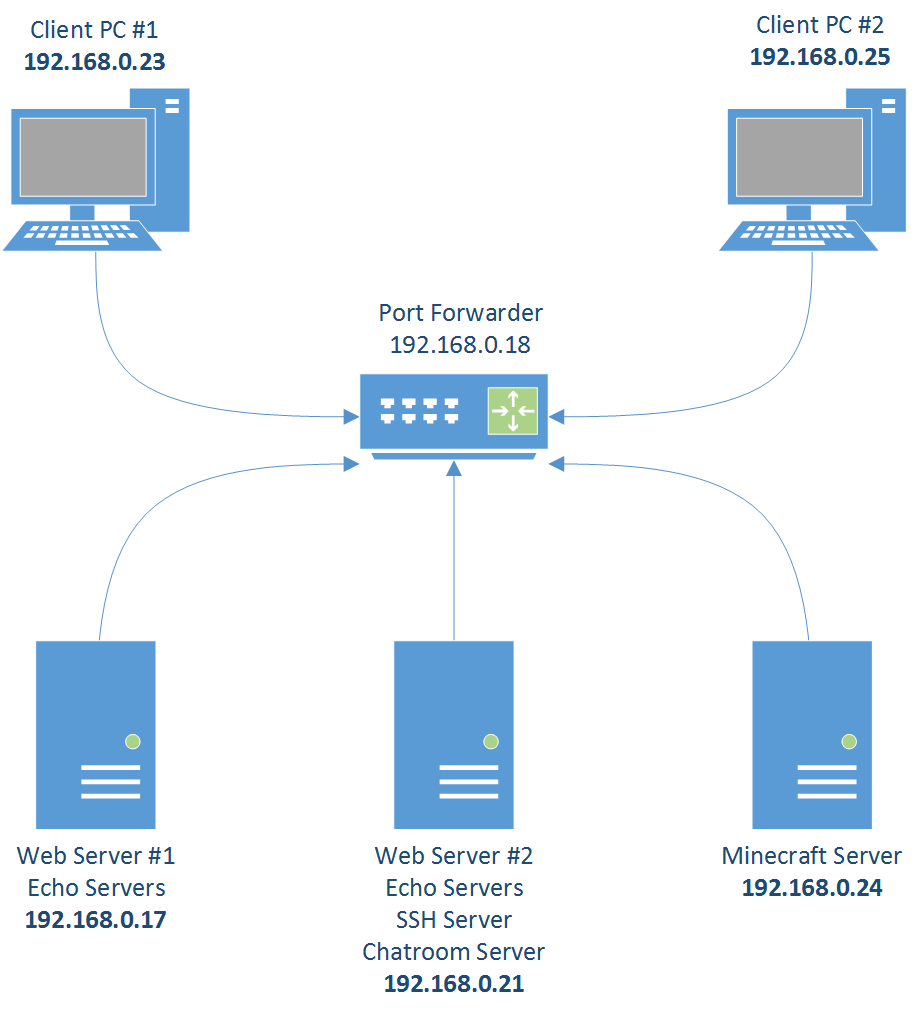 Client PC #1
192.168.0.23
Client PC #2
192.168.0.25
Port Forwarder
192.168.0.18
Web Server #1
Echo Servers
192.168.0.17
Web Server #2
Echo Servers
SSH Server
Chatroom Server
192.168.0.21
Minecraft Server
192.168.0.24